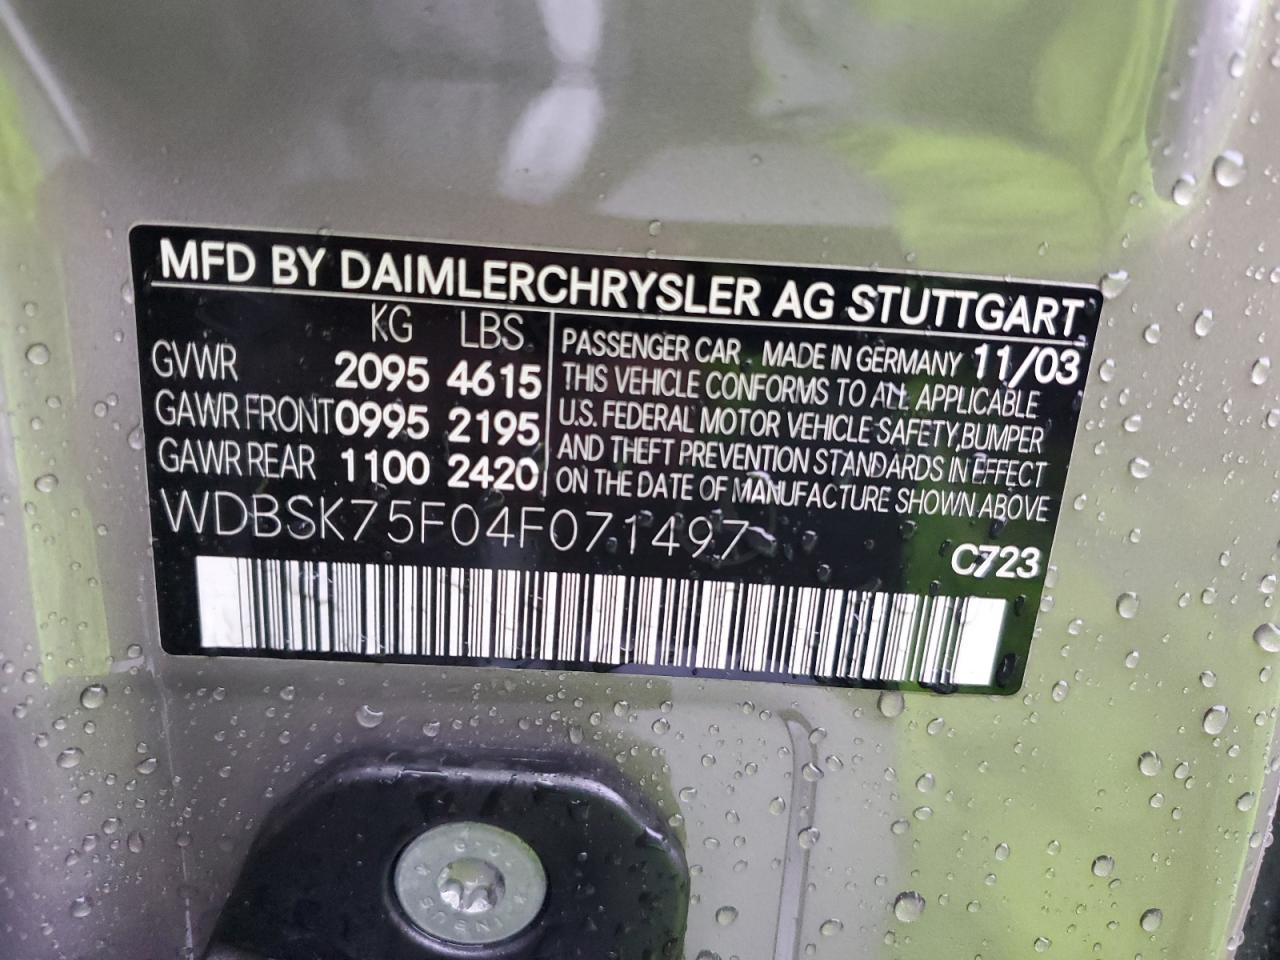 MFD BY DAIMLERCHRYSLER AG STUTTGART
KG LBS
GVWR 2095 4615
GAWR FRONT 0995 2195
GAWR REAR 1100 2420
PASSENGER CAR . MADE IN GERMANY 11/03
THIS VEHICLE CONFORMS TO ALL APPLICABLE
U.S. FEDERAL MOTOR VEHICLE SAFETY,BUMPER
AND THEFT PREVENTION STANDARDS IN EFFECT
ON THE DATE OF MANUFACTURE SHOWN ABOVE
WDBSK75F04F071497
C723